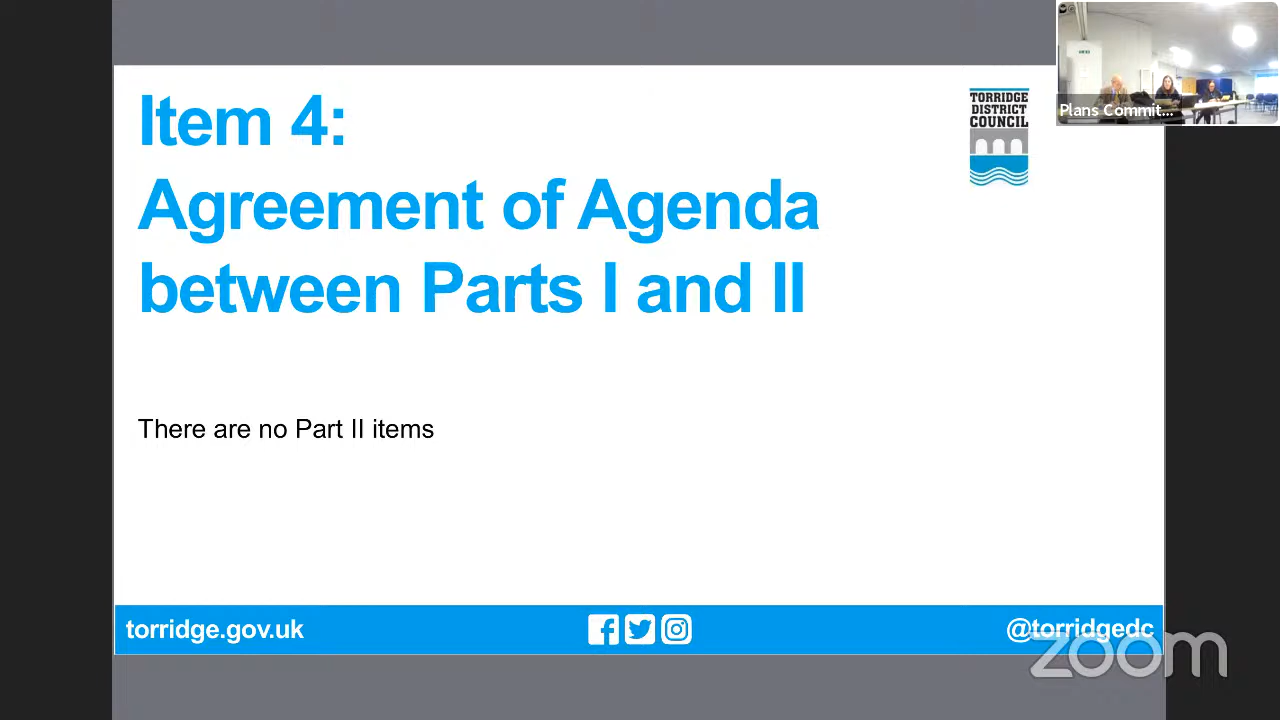 Item 4:
Agreement of Agenda
between Parts I and II
There are no Part II items
TORRIDGE
DISTRICT
COUNCIL
Plans Commit...
torridge.gov.uk
@torridgedc
zoom